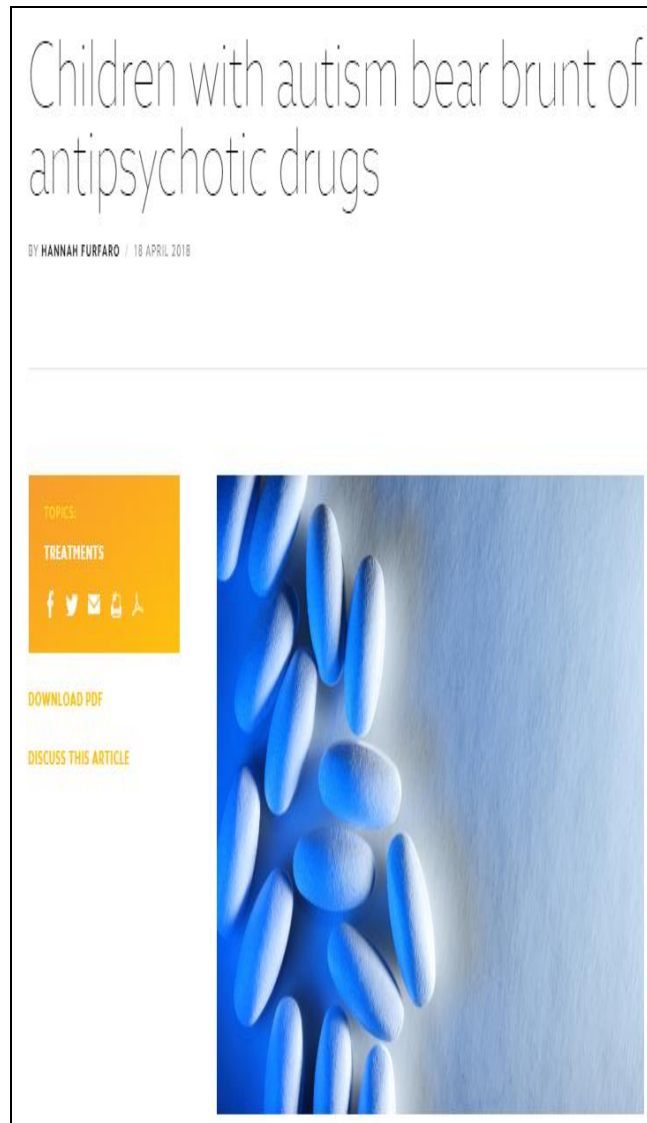 Children with autism bear brunt of
antipsychotic drugs
BY HANNAH FURFARO / 18 APRIL 2018
TOPICS:
TREATMENTS
DOWNLOAD PDF
DISCUSS THIS ARTICLE